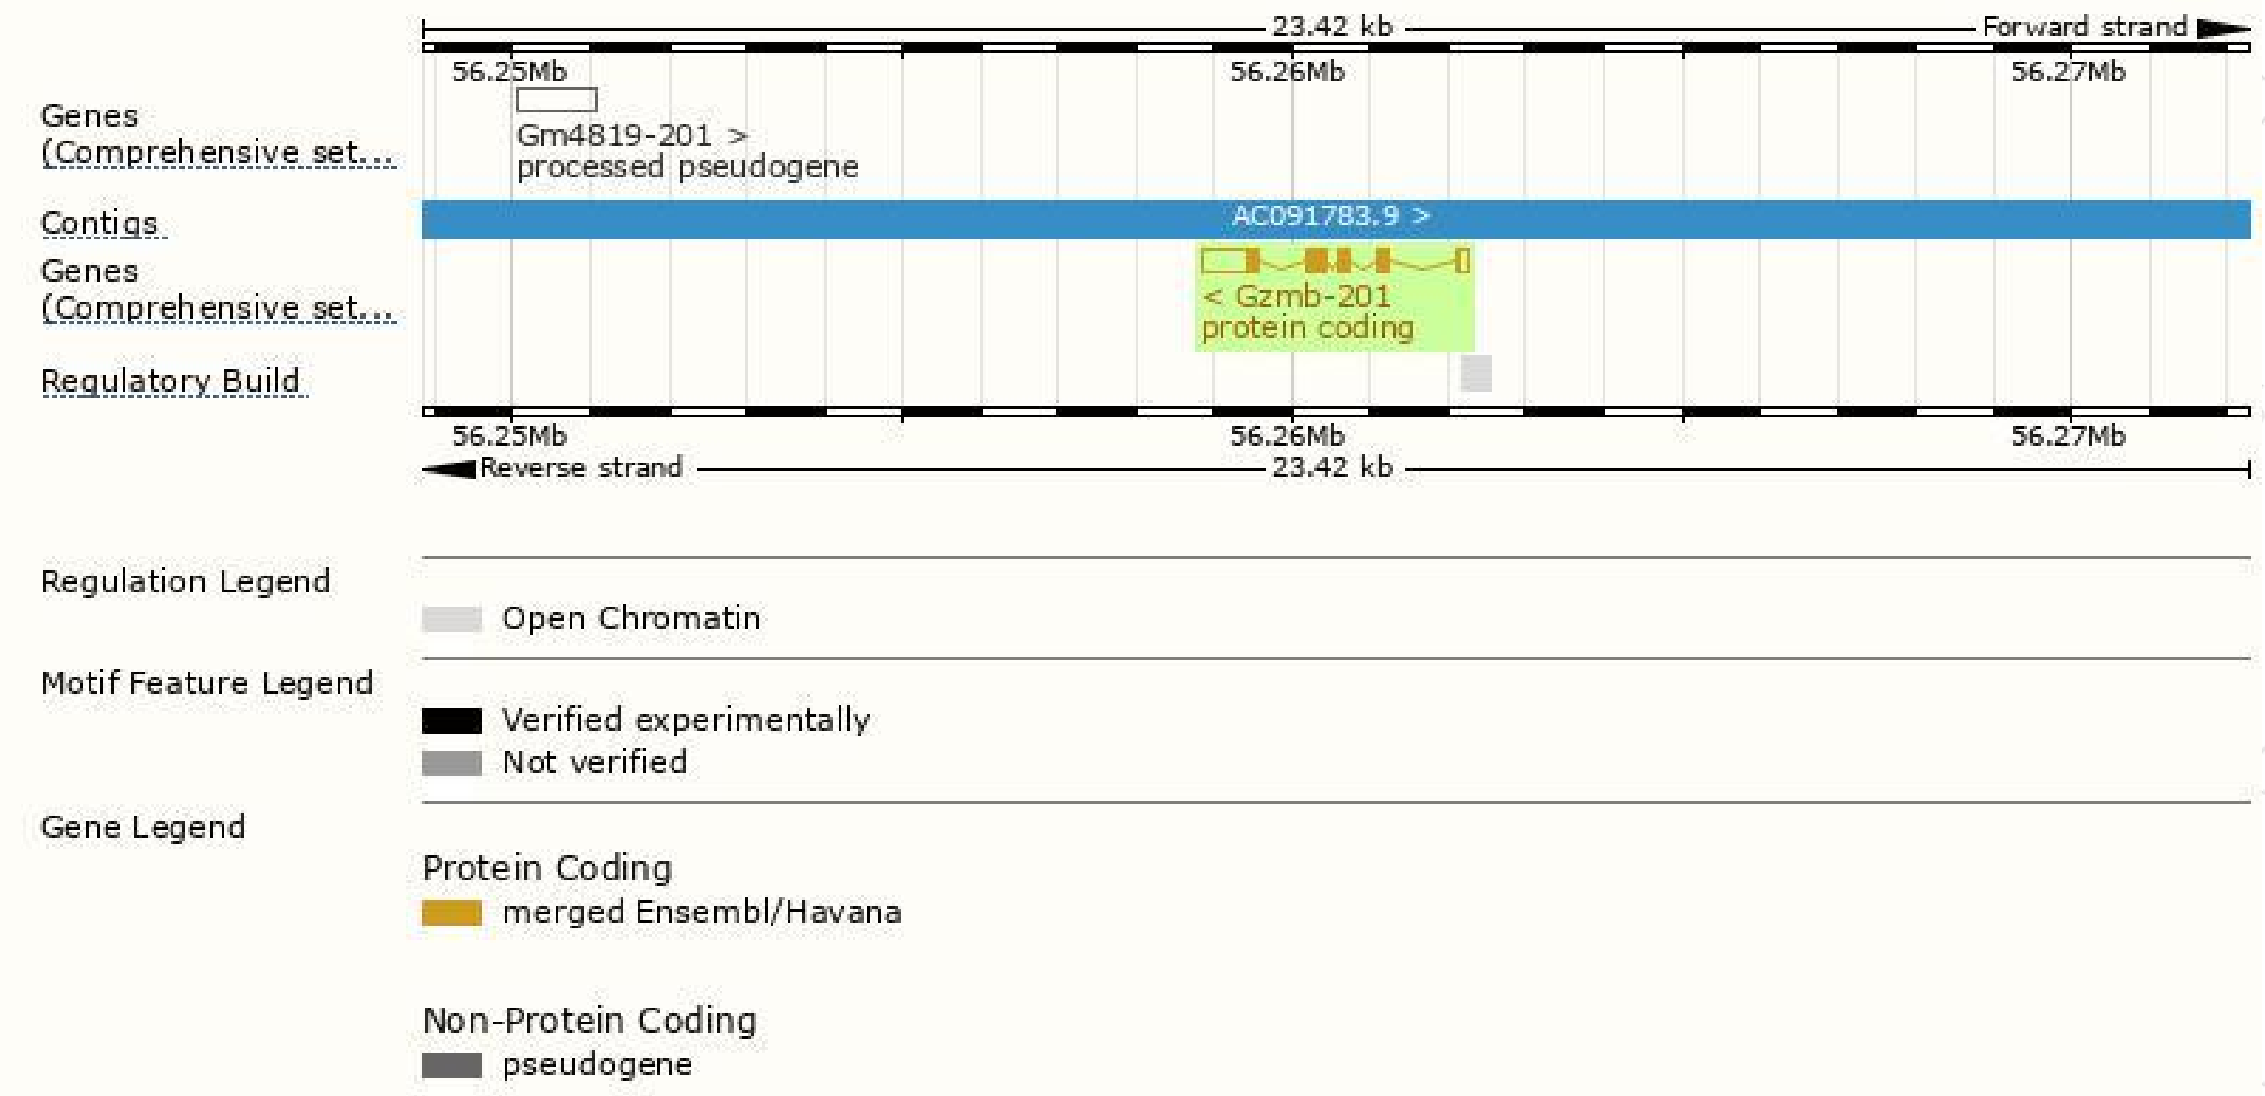 23.42 kb
Forward strand
56.25Mb 56.26Mb 56.27Mb
Genes
(Comprehensive set...
Gm4819-201 >
processed pseudogene
Contigs
AC091783.9 >
Genes
(Comprehensive set...
< Gzmb-201
protein coding
Regulatory Build
56.25Mb 56.26Mb 56.27Mb
Reverse strand
23.42 kb
Regulation Legend
Open Chromatin
Motif Feature Legend
Verified experimentally
Not verified
Gene Legend
Protein Coding
merged Ensembl/Havana
Non-Protein Coding
pseudogene